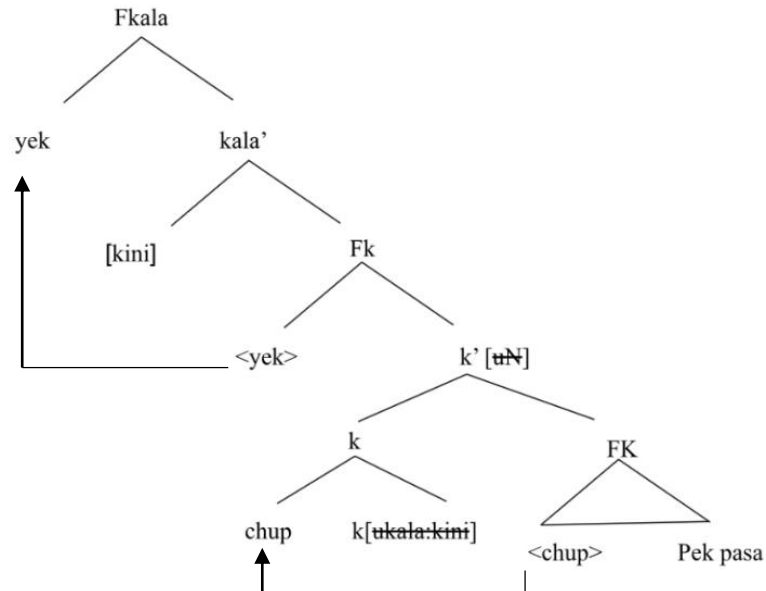 Fkala
yek kala’
[kini] Fk
<yek> k’ [uN]
k FK
chup k[ukala:kini] <chup> Pek pasa